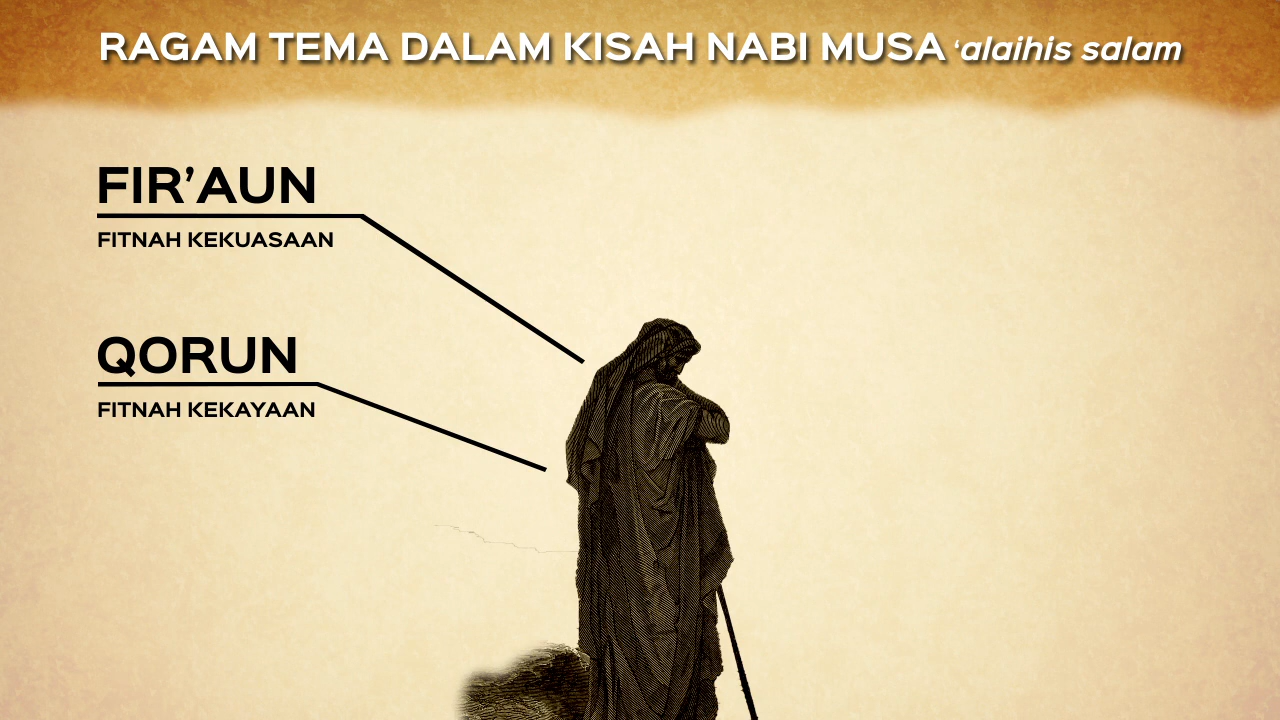 RAGAM TEMA DALAM KISAH NABI MUSA ‘alaihis salam
FIR’AUN
FITNAH KEKUASAAN
QORUN
FITNAH KEKAYAAN